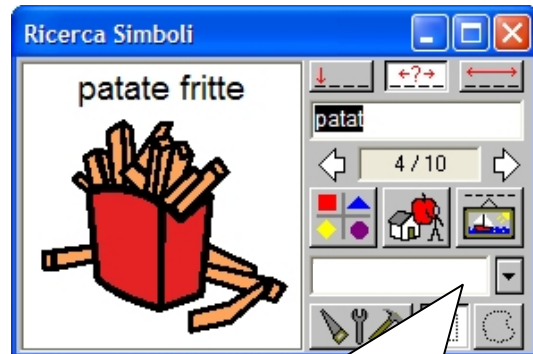 Ricerca Simboli
patate fritte
←?→
patat
4 / 10